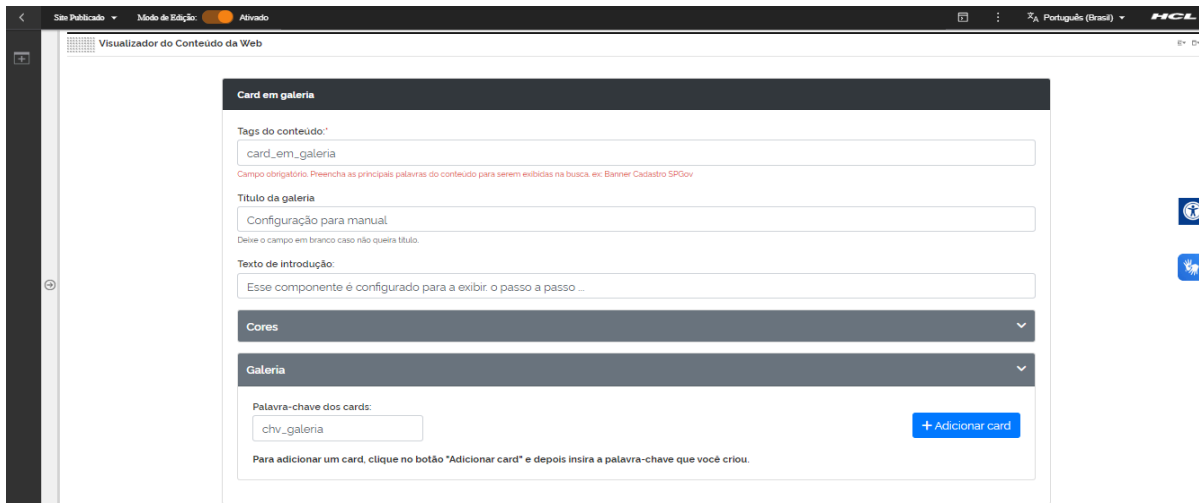 Site Publicado Modo de Edição: Ativado Português (Brasil) HCL
Visualizador do Conteúdo da Web
Card em galeria
Tags do conteúdo:*
card_em_galeria
Campo obrigatório. Preencha as principais palavras do conteúdo para serem exibidas na busca. ex: Banner Cadastro SPGov
Título da galeria
Configuração para manual
Deixe o campo em branco caso não queira título.
Texto de introdução:
Esse componente é configurado para a exibir. o passo a passo ...
Cores
Galeria
Palavra-chave dos cards:
chv_galeria
+ Adicionar card
Para adicionar um card, clique no botão "Adicionar card" e depois insira a palavra-chave que você criou.